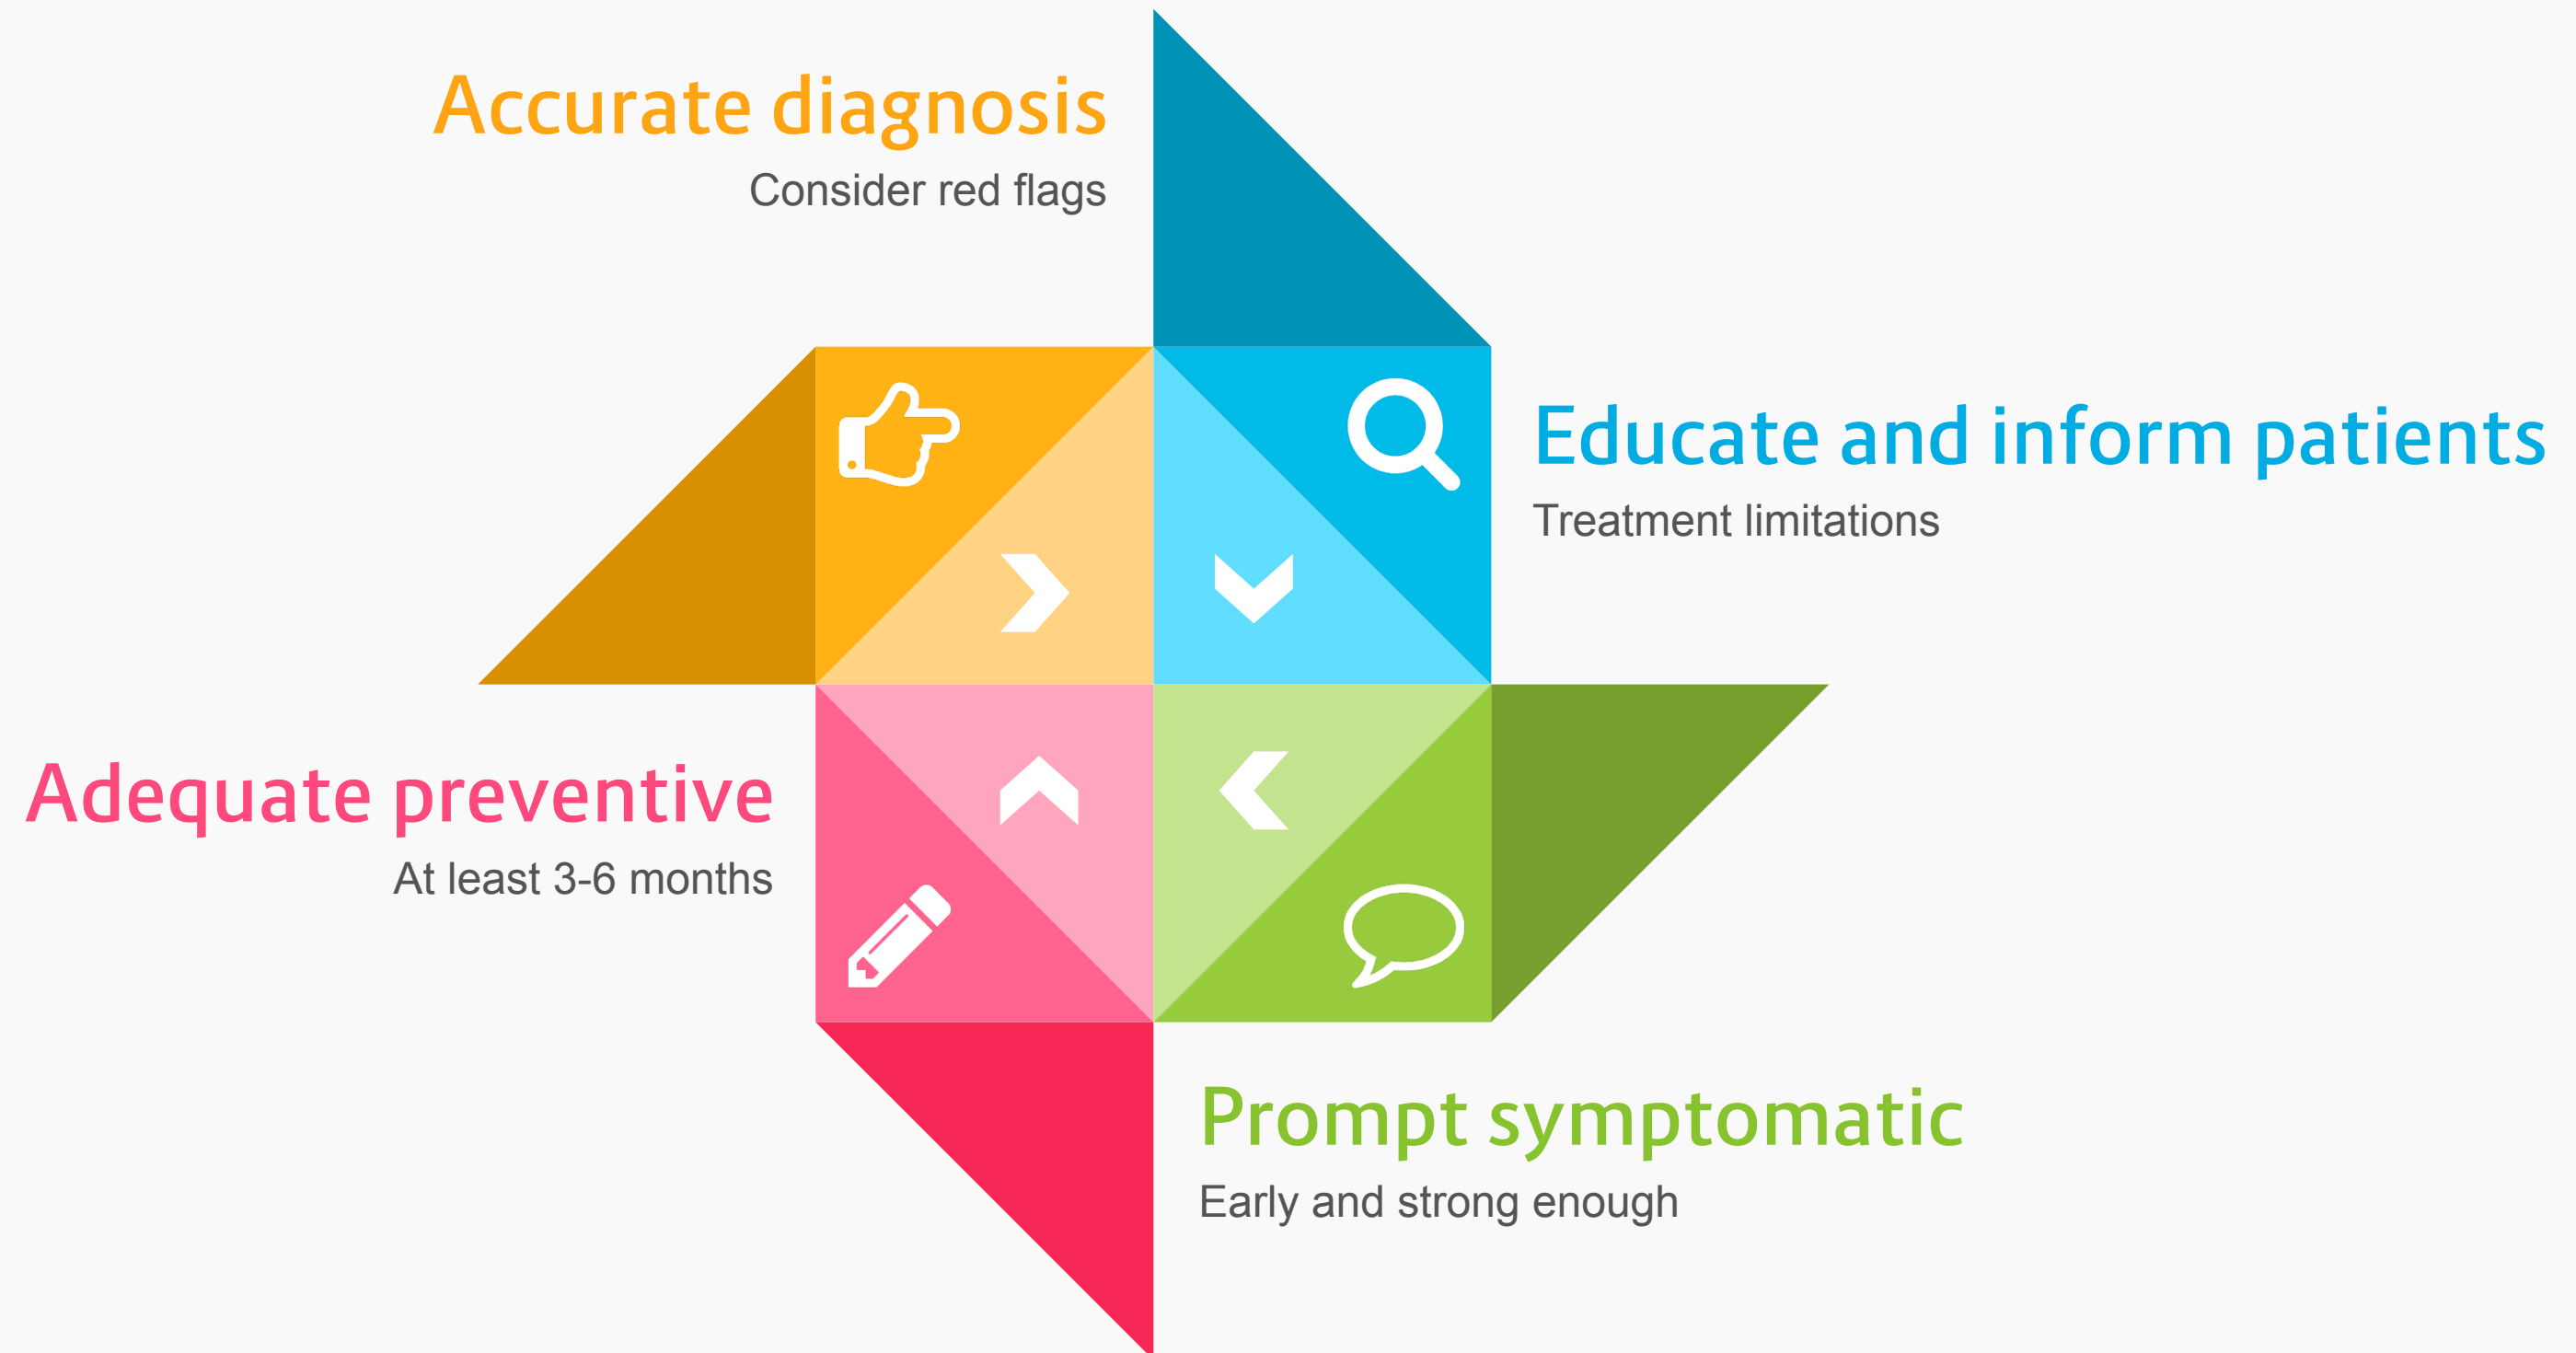 Accurate diagnosis
Consider red flags
Educate and inform patients
Treatment limitations
Adequate preventive
At least 3-6 months
Prompt symptomatic
Early and strong enough